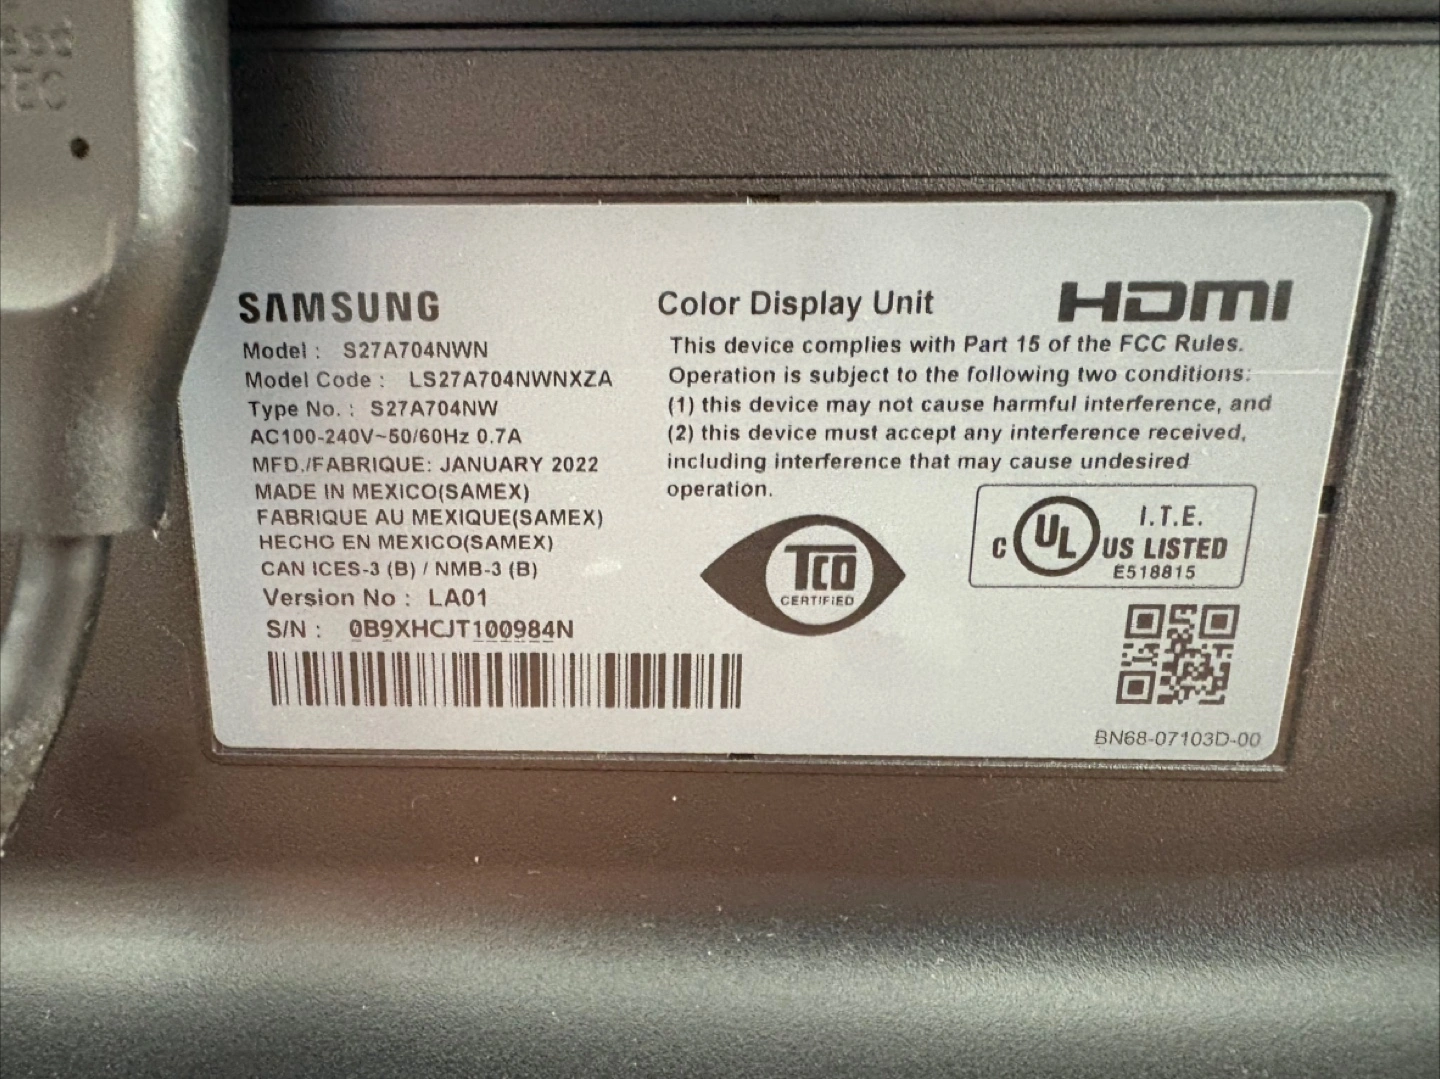 SAMSUNG
Model : S27A704NWN
Model Code : LS27A704NWNXZA
Type No. : S27A704NW
AC100-240V~50/60Hz 0.7A
MFD./FABRIQUE: JANUARY 2022
MADE IN MEXICO(SAMEX)
FABRIQUE AU MEXIQUE(SAMEX)
HECHO EN MEXICO(SAMEX)
CAN ICES-3 (B) / NMB-3 (B)
Version No : LA01
S/N : 0B9XHCJT100984N
Color Display Unit
HDMI
This device complies with Part 15 of the FCC Rules.
Operation is subject to the following two conditions:
(1) this device may not cause harmful interference, and
(2) this device must accept any interference received,
including interference that may cause undesired
operation.
TCO
CERTIFIED
C UL US LISTED
I.T.E.
E518815
BN68-07103D-00